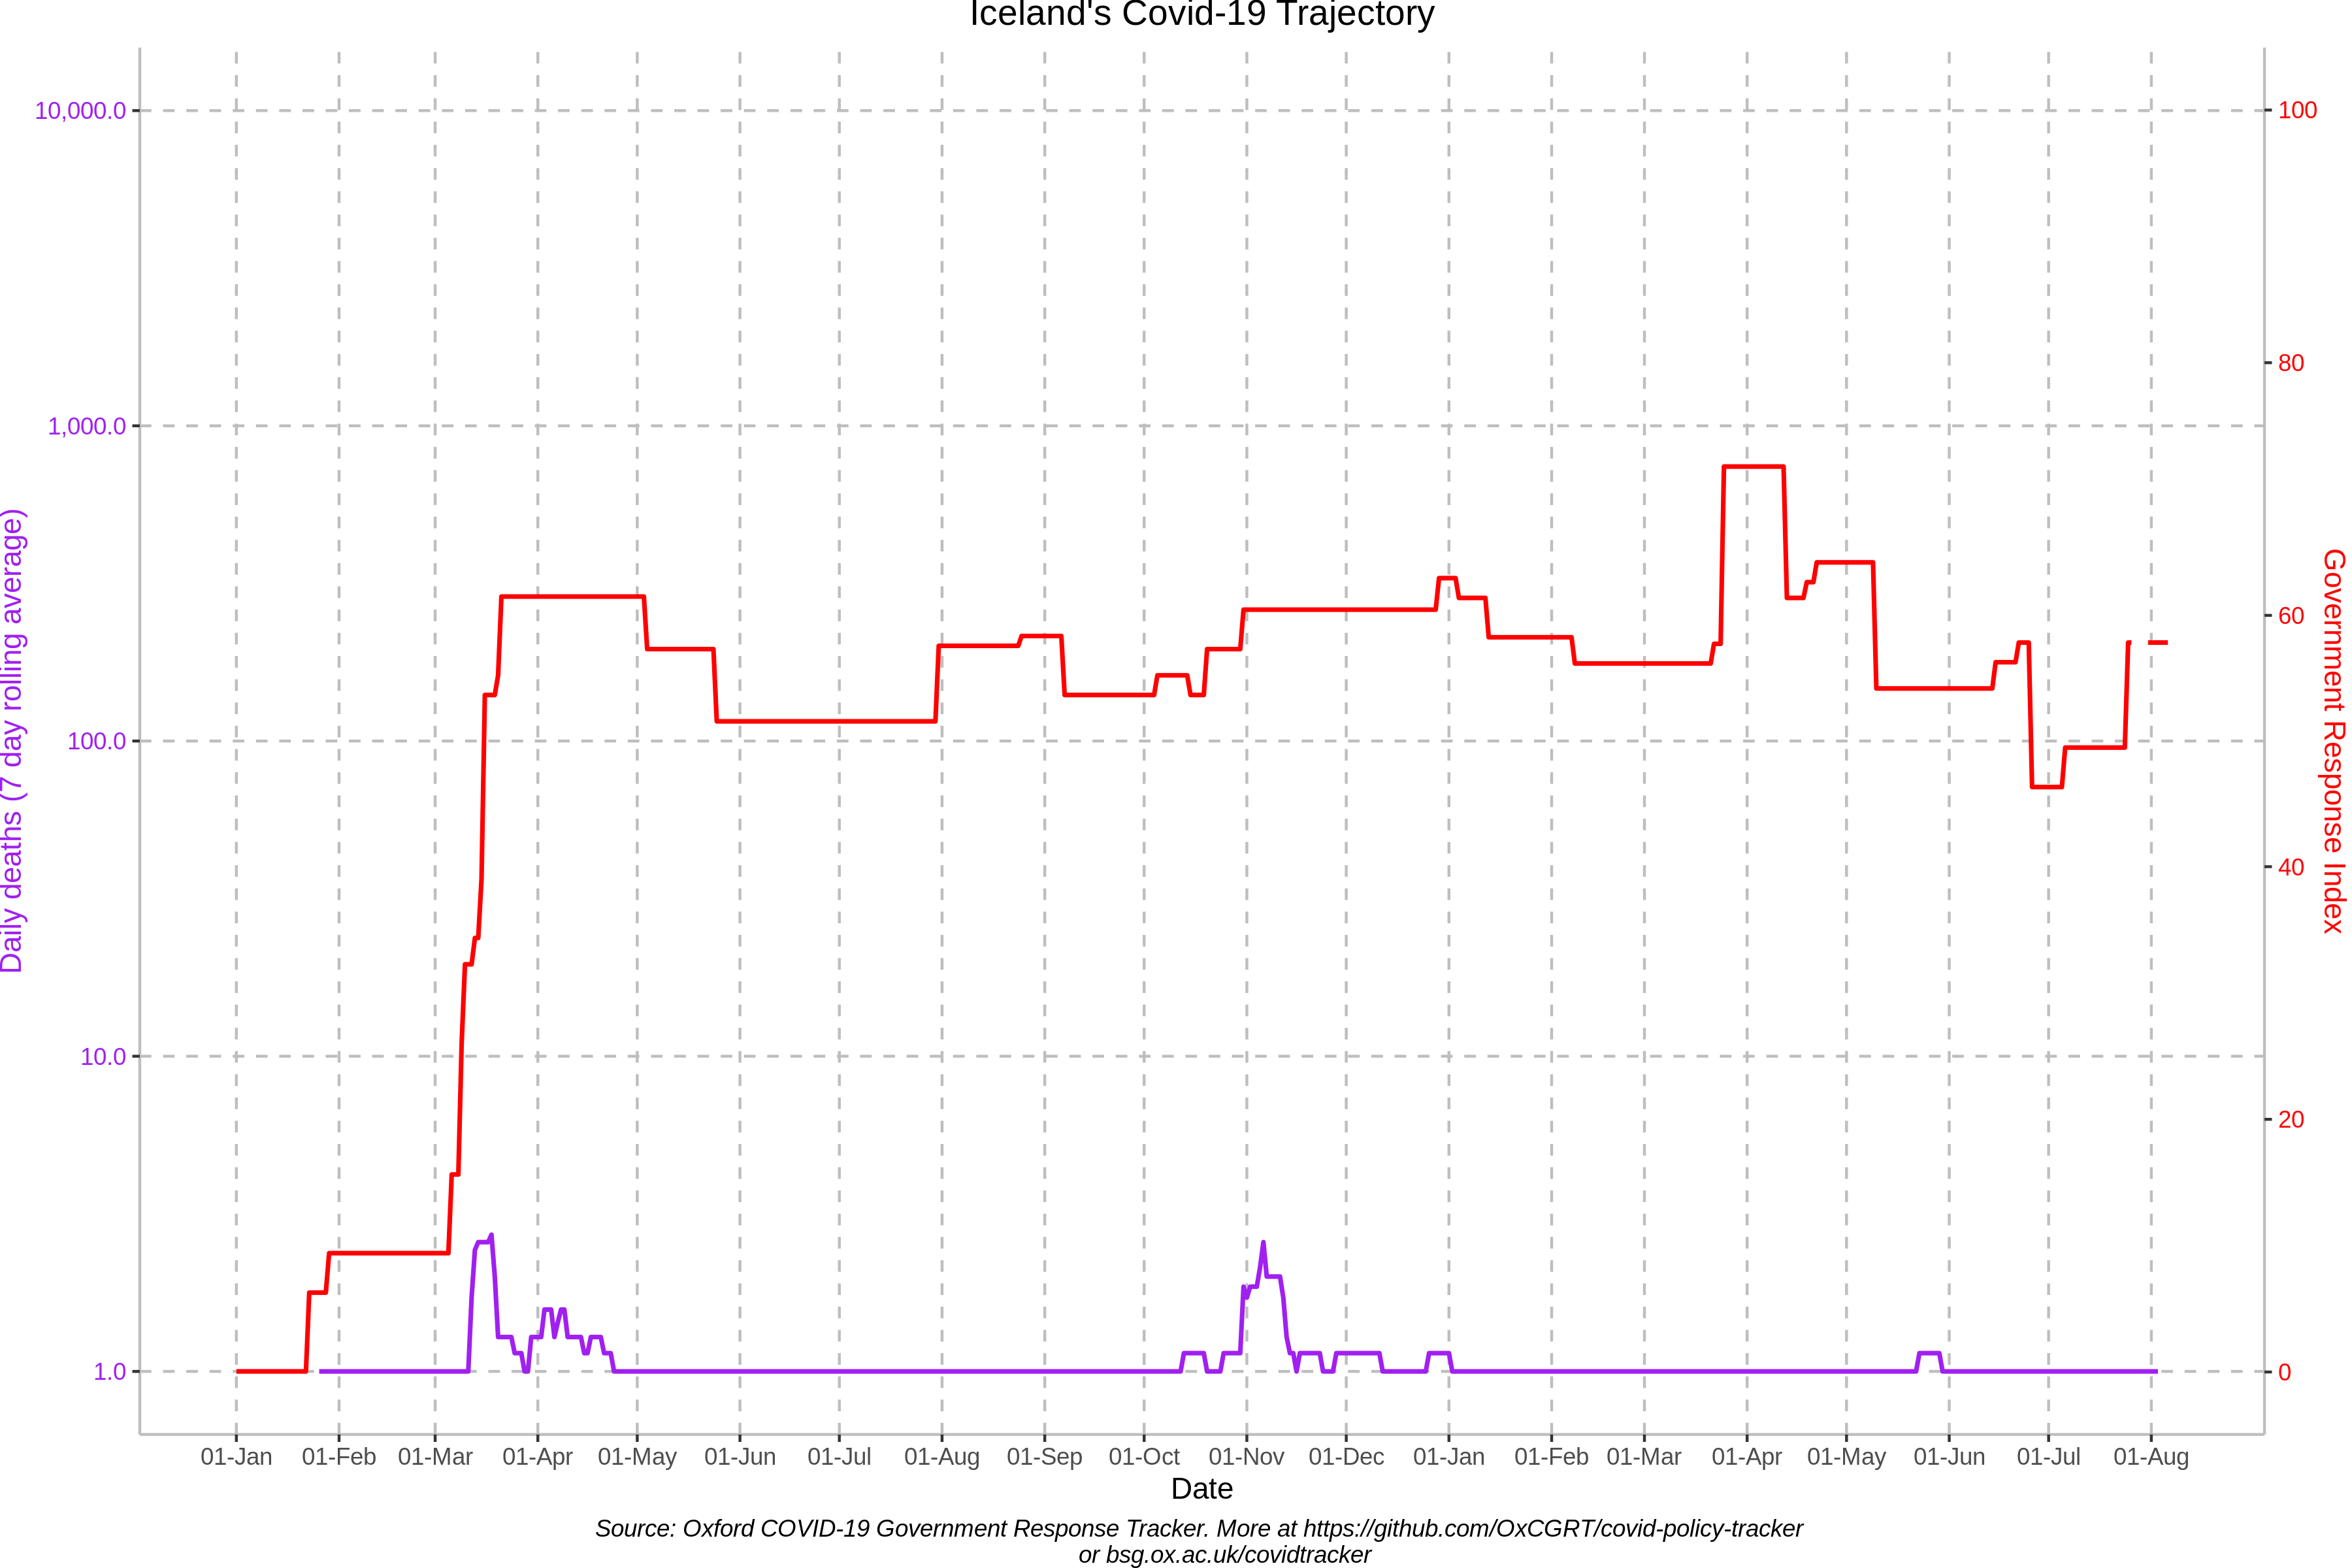 Iceland's Covid-19 Trajectory
10,000.0
1,000.0
100.0
10.0
1.0
Daily deaths (7 day rolling average)
100
80
60
40
20
0
Government Response Index
01-Jan 01-Feb 01-Mar 01-Apr 01-May 01-Jun 01-Jul 01-Aug 01-Sep 01-Oct 01-Nov 01-Dec 01-Jan 01-Feb 01-Mar 01-Apr 01-May 01-Jun 01-Jul 01-Aug
Date
Source: Oxford COVID-19 Government Response Tracker. More at https://github.com/OxCGRT/covid-policy-tracker
or bsg.ox.ac.uk/covidtracker